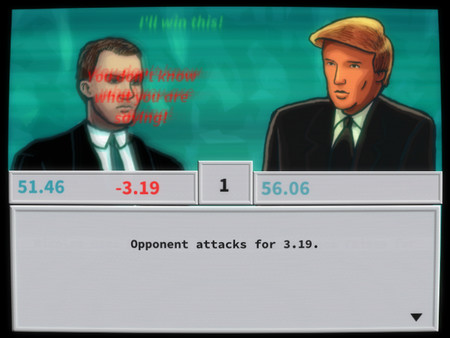 I'll win this!
You don't know
what you are
saying!
51.46
-3.19
1
56.06
Opponent attacks for 3.19.